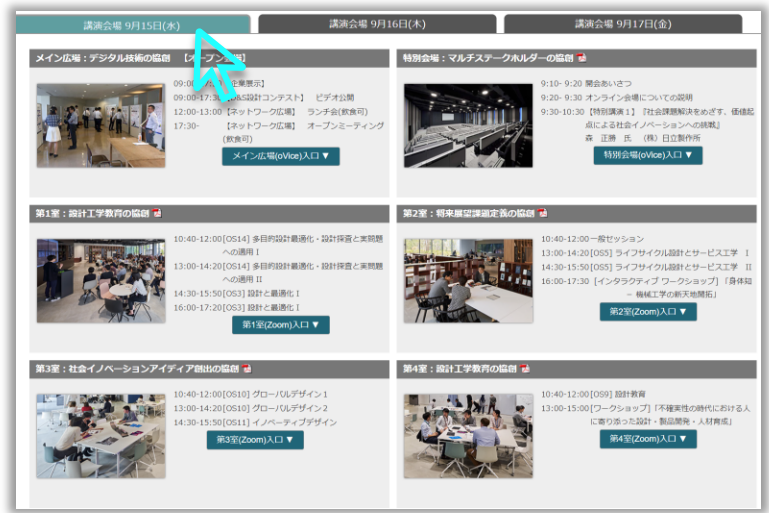 講演会場 9月15日(水)
講演会場 9月16日(木)
講演会場 9月17日(金)
メイン広場：デジタル技術の協創 【オープン
09:00
企業展示】
09:00-17:30
&S設計コンテスト】 ビデオ公開
12:00-13:00【ネットワーク広場】 ランチ会(飲食可)
17:30- 【ネットワーク広場】 オープンミーティング
(飲食可)
メイン広場(oVice)入口▼
特別会場：マルチステークホルダーの協創
9:10- 9:20 開会あいさつ
9:20- 9:30 オンライン会場についての説明
9:30-10:30【特別講演１】『社会課題解決をめざす、価値起
点による社会イノベーションへの挑戦』
森 正勝 氏 （株）日立製作所
特別会場(oVice)入口▼
第1室：設計工学教育の協創
10:40-12:00[OS14] 多目的設計最適化・設計探査と実問題
への適用 I
13:00-14:20[OS14] 多目的設計最適化・設計探査と実問題
への適用 II
14:30-15:50[OS3] 設計と最適化 I
16:00-17:20[OS3] 設計と最適化 I
第1室(Zoom)入口▼
第2室：将来展望課題定義の協創
10:40-12:00一般セッション
13:00-14:20[OS5] ライフサイクル設計とサービス工学 I
14:30-15:50[OS5] ライフサイクル設計とサービス工学 II
16:00-17:30 [インタラクティブ ワークショップ]「身体知
－ 機械工学の新天地開拓」
第2室(Zoom)入口▼
第3室：社会イノベーションアイディア創出の協創
10:40-12:00[OS10] グローバルデザイン１
13:00-14:20[OS10] グローバルデザイン２
14:30-15:50[OS11] イノベーティブデザイン
第3室(Zoom)入口▼
第4室：設計工学教育の協創
10:40-12:00[OS9] 設計教育
13:00-15:00[ワークショップ]「不確実性の時代における人
に寄り添った設計・製品開発・人材育成」
第4室(Zoom)入口▼